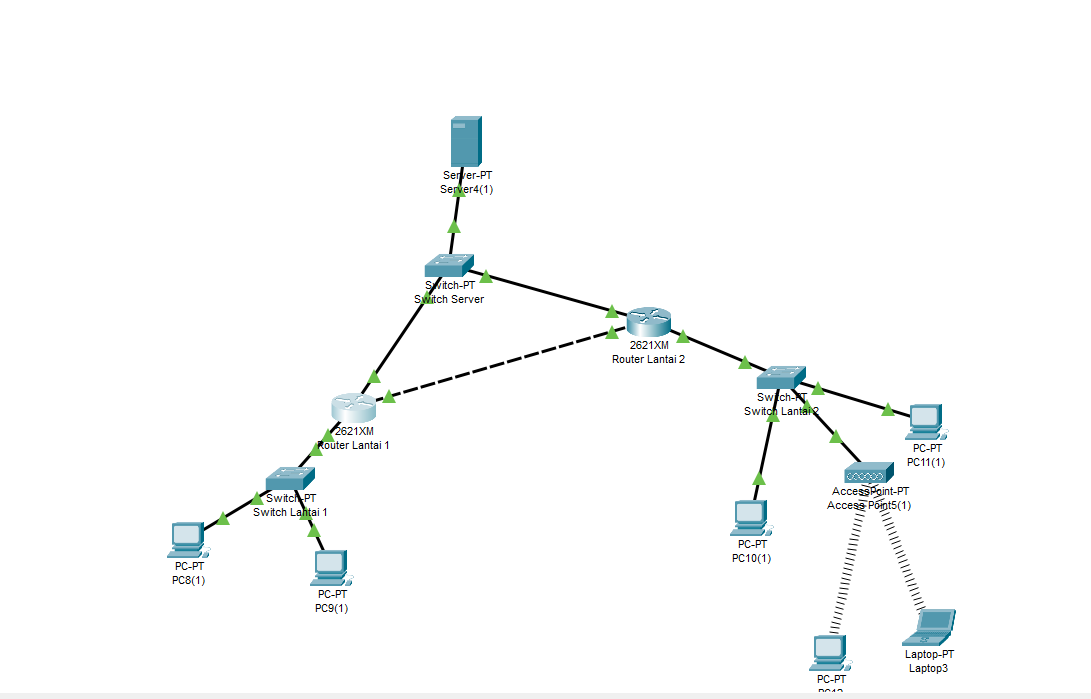 Server-PT
Server4(1)
Switch-PT
Switch Server
2621XM
Router Lantai 2
Switch-PT
Switch Lantai 2
2621XM
Router Lantai 1
PC-PT
PC11(1)
Switch-PT
Switch Lantai 1
AccessPoint-PT
Access Point5(1)
PC-PT
PC10(1)
PC-PT
PC8(1)
PC-PT
PC9(1)
Laptop-PT
Laptop3
PC-PT